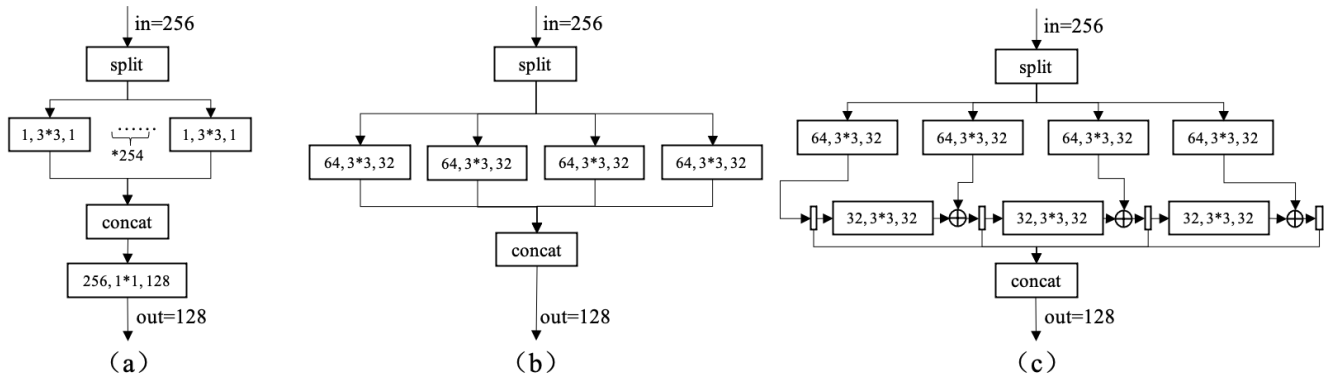 in=256
split
1, 3*3, 1
......
1, 3*3, 1
*254
concat
256, 1*1, 128
out=128
（a）
in=256
split
64, 3*3, 32
64, 3*3, 32
64, 3*3, 32
64, 3*3, 32
concat
out=128
（b）
in=256
split
64, 3*3, 32
64, 3*3, 32
64, 3*3, 32
64, 3*3, 32
32, 3*3, 32
32, 3*3, 32
32, 3*3, 32
concat
out=128
（c）